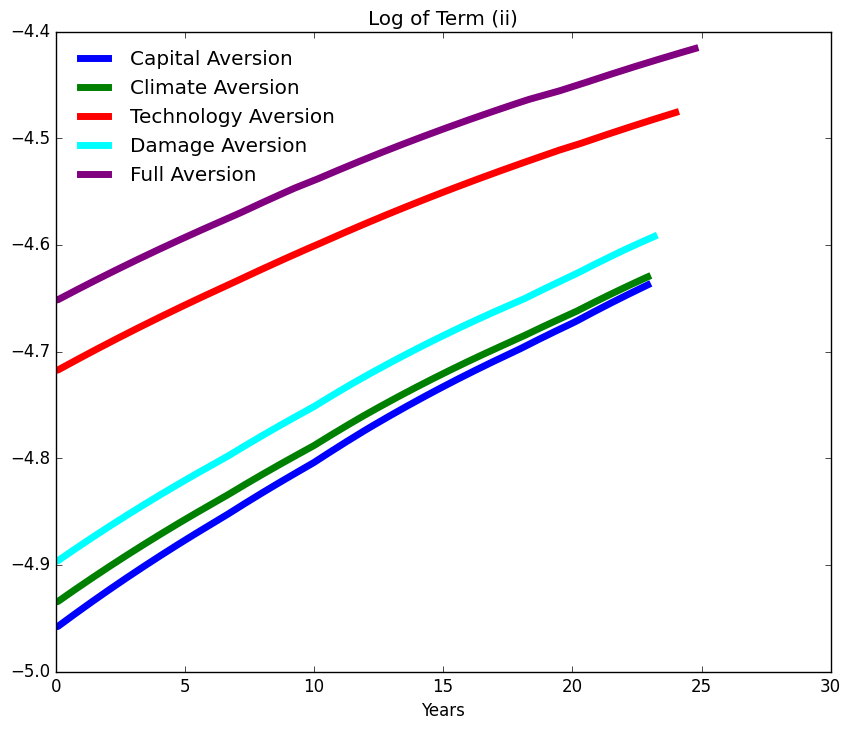 Log of Term (ii)
−4.4
−4.5
−4.6
−4.7
−4.8
−4.9
−5.0
Capital Aversion
Climate Aversion
Technology Aversion
Damage Aversion
Full Aversion
0 5 10 15 20 25 30
Years